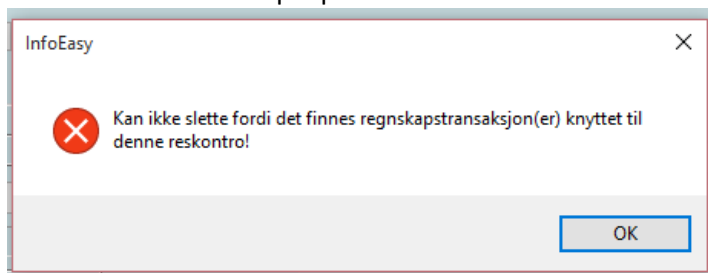 InfoEasy
Kan ikke slette fordi det finnes regnskapstransaksjon(er) knyttet til
denne reskontro!
OK